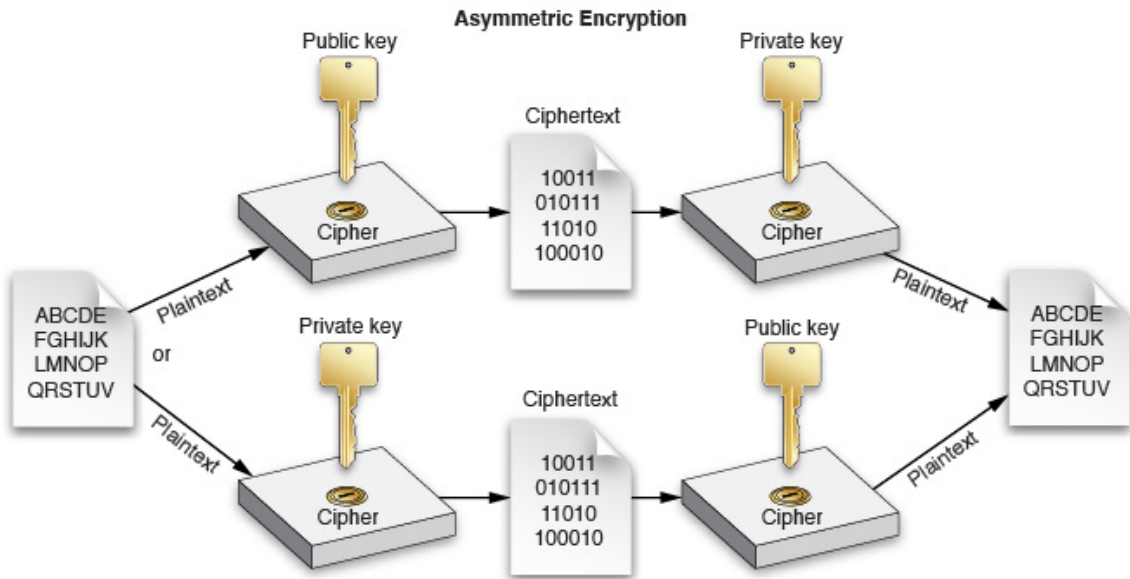 Asymmetric Encryption
Public key
Private key
Ciphertext
10011
010111
11010
100010
Cipher
Cipher
Plaintext
Plaintext
ABCDE
FGHIJK
LMNOP
QRSTUV
or
ABCDE
FGHIJK
LMNOP
QRSTUV
Private key
Public key
Ciphertext
Plaintext
Plaintext
10011
010111
11010
100010
Cipher
Cipher